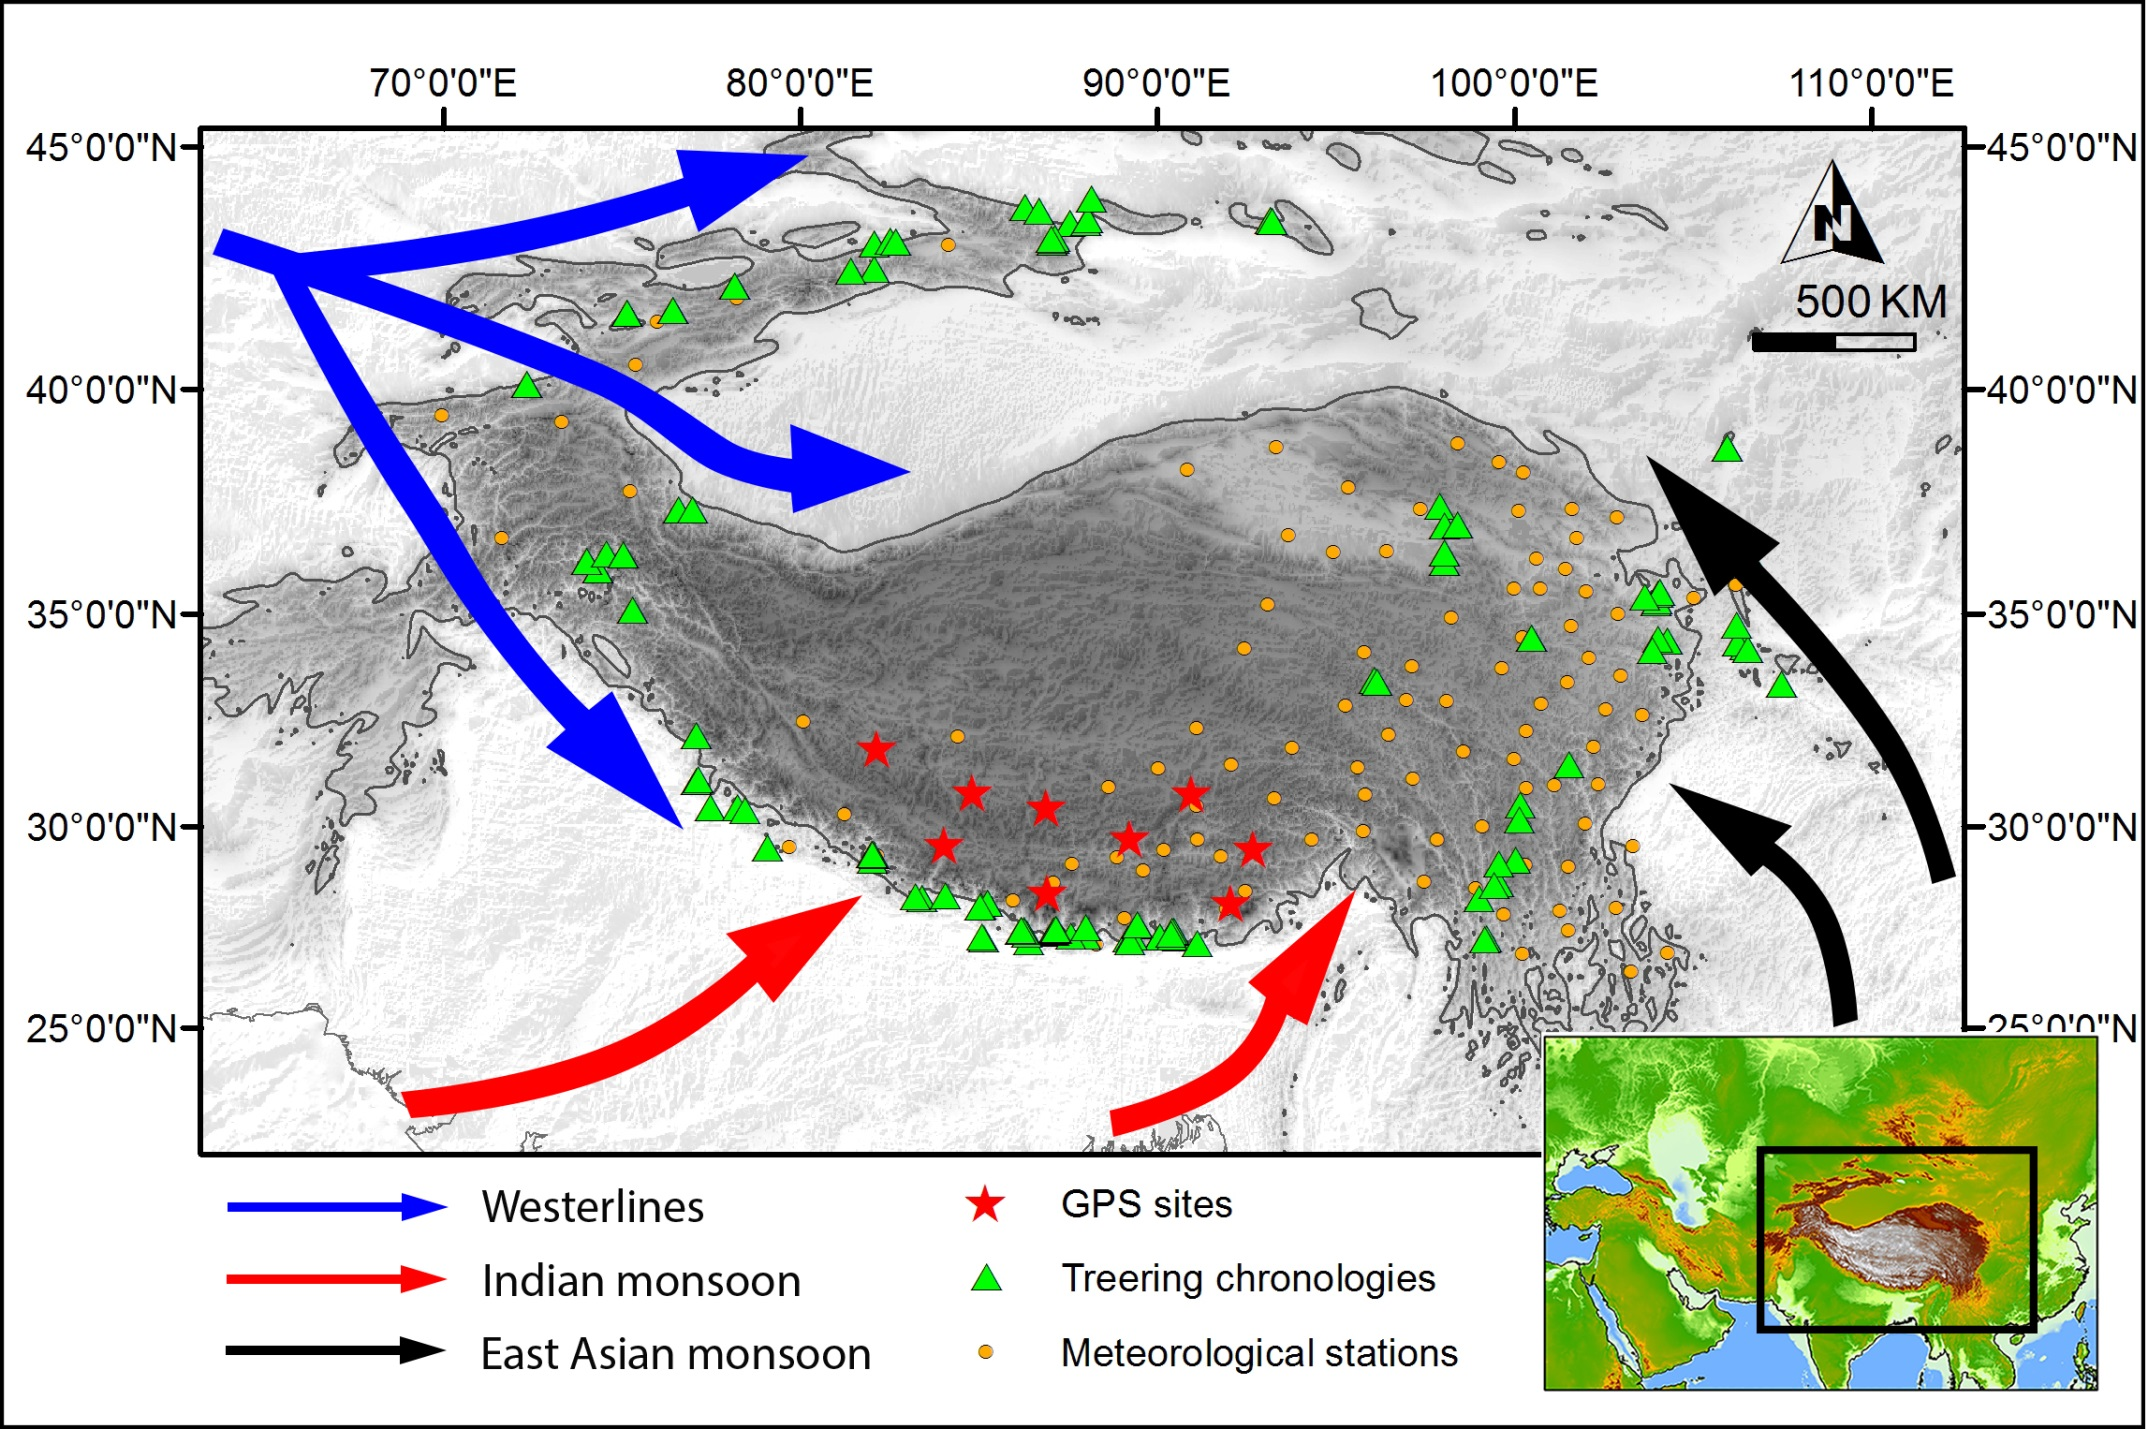 70°0'0"E 80°0'0"E 90°0'0"E 100°0'0"E 110°0'0"E
45°0'0"N 45°0'0"N
N
500 KM
40°0'0"N 40°0'0"N
35°0'0"N 35°0'0"N
30°0'0"N 30°0'0"N
25°0'0"N 25°0'0"N
Westerlines GPS sites
Indian monsoon Treering chronologies
East Asian monsoon Meteorological stations